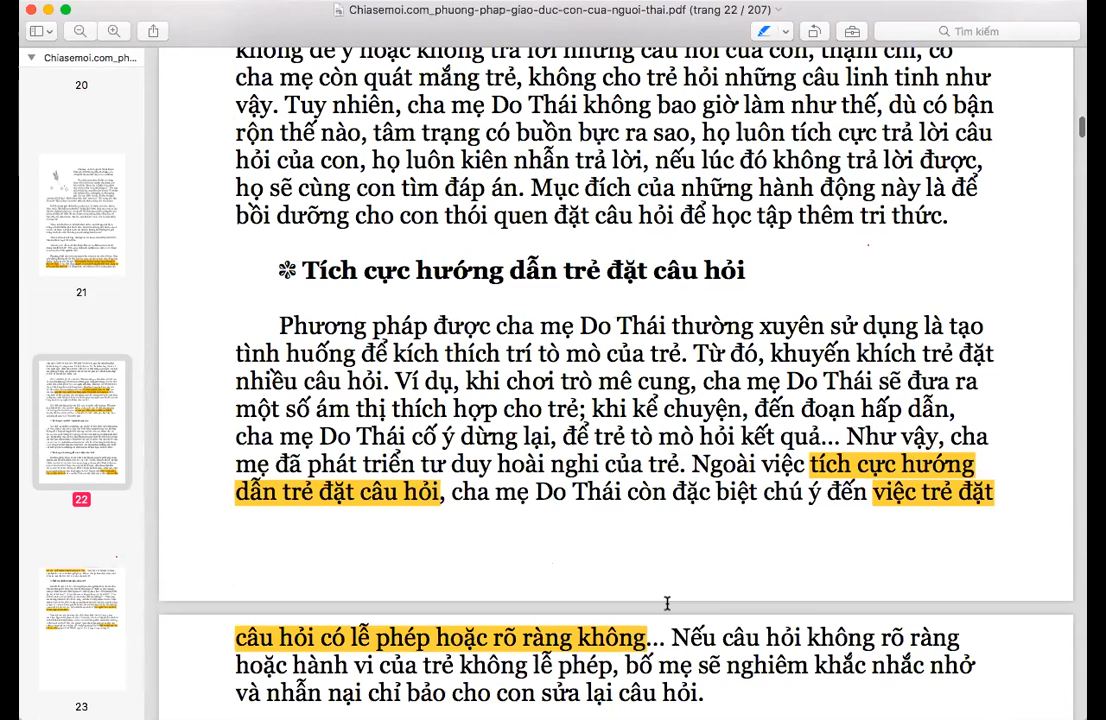 Chiasemoi.com_phuong-phap-giao-duc-con-cua-nguoi-thai.pdf (trang 22 / 207)
Tìm kiếm
Chiasemoi.com_ph...
20
21
22
23
không để ý hoặc không trả lời những câu hỏi của con, thậm chí, có
cha mẹ còn quát mắng trẻ, không cho trẻ hỏi những câu linh tinh như
vậy. Tuy nhiên, cha mẹ Do Thái không bao giờ làm như thế, dù có bận
rộn thế nào, tâm trạng có buồn bực ra sao, họ luôn tích cực trả lời câu
hỏi của con, họ luôn kiên nhẫn trả lời, nếu lúc đó không trả lời được,
họ sẽ cùng con tìm đáp án. Mục đích của những hành động này là để
bồi dưỡng cho con thói quen đặt câu hỏi để học tập thêm tri thức.
Tích cực hướng dẫn trẻ đặt câu hỏi
Phương pháp được cha mẹ Do Thái thường xuyên sử dụng là tạo
tình huống để kích thích trí tò mò của trẻ. Từ đó, khuyến khích trẻ đặt
nhiều câu hỏi. Ví dụ, khi chơi trò mê cung, cha mẹ Do Thái sẽ đưa ra
một số ám thị thích hợp cho trẻ; khi kể chuyện, đến đoạn hấp dẫn,
cha mẹ Do Thái cố ý dừng lại, để trẻ tò mò hỏi kết quả... Như vậy, cha
mẹ đã phát triển tư duy hoài nghi của trẻ. Ngoài việc tích cực hướng
dẫn trẻ đặt câu hỏi, cha mẹ Do Thái còn đặc biệt chú ý đến việc trẻ đặt
câu hỏi có lễ phép hoặc rõ ràng không... Nếu câu hỏi không rõ ràng
hoặc hành vi của trẻ không lễ phép, bố mẹ sẽ nghiêm khắc nhắc nhở
và nhẫn nại chỉ bảo cho con sửa lại câu hỏi.